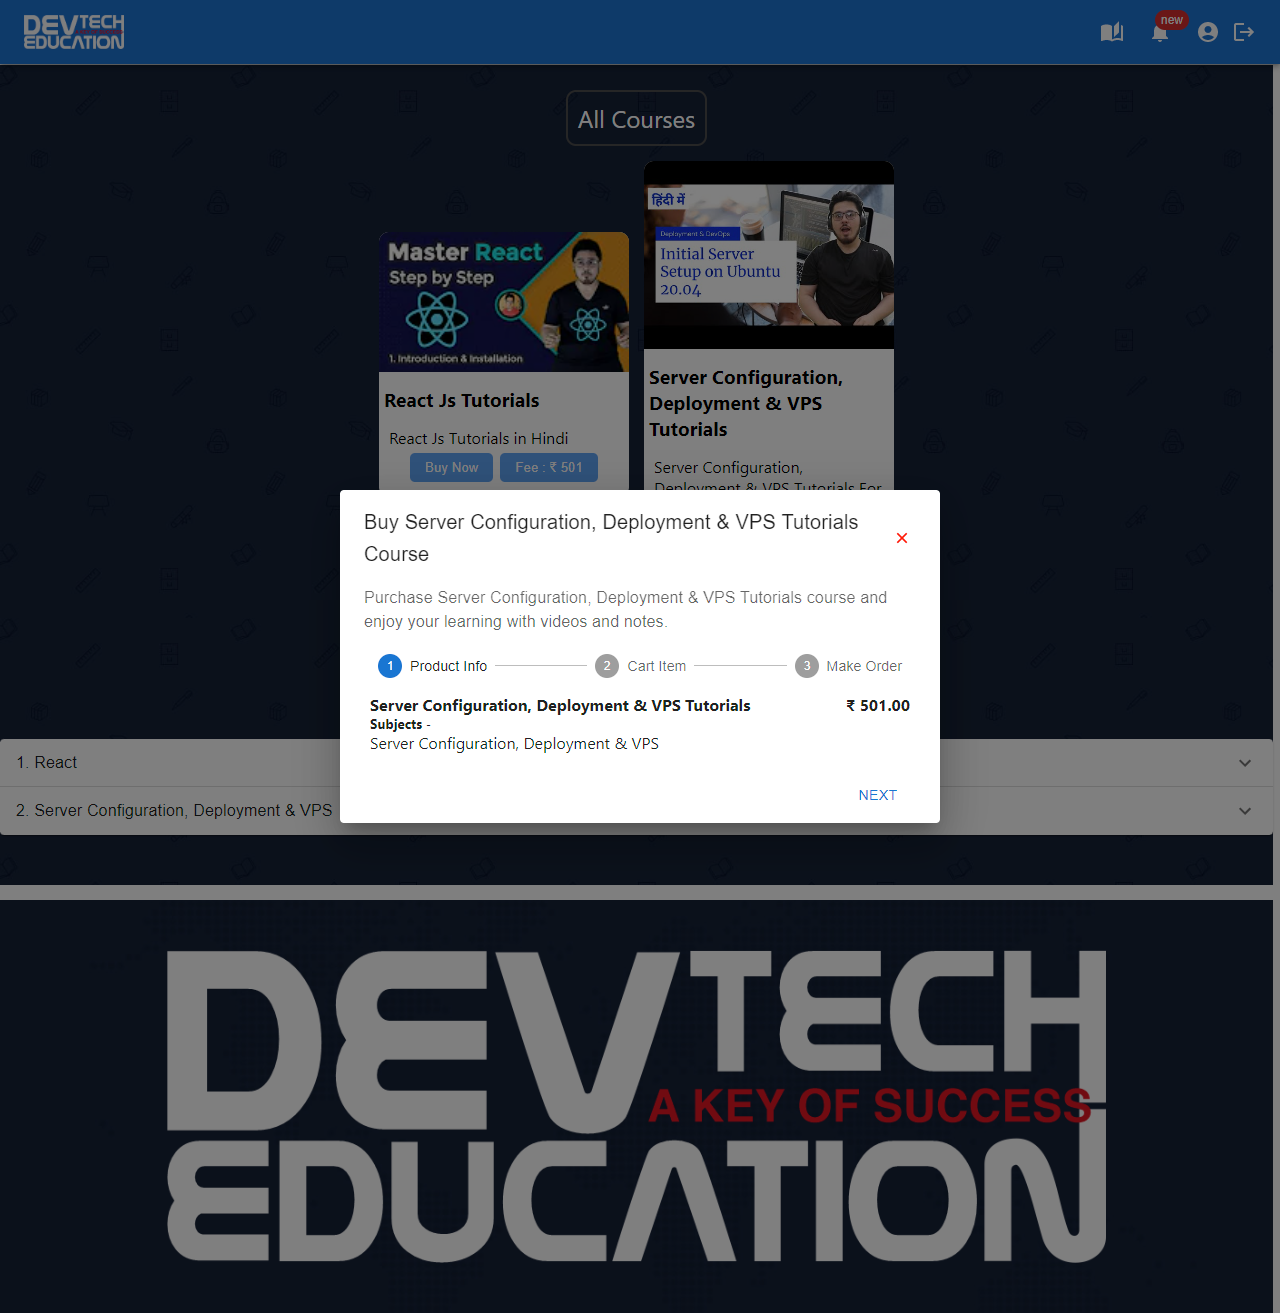 DEVTECH
EDUCATION
new
All Courses
Master React
Step by Step
1. Introduction & Installation
React Js Tutorials
React Js Tutorials in Hindi
Buy Now
Fee : ₹ 501
हिंदी में
Deployment & DevOps
Initial Server
Setup on Ubuntu
20.04
Server Configuration,
Deployment & VPS
Tutorials
Server Configuration,
Deployment & VPS Tutorials For
Buy Server Configuration, Deployment & VPS Tutorials
Course
Purchase Server Configuration, Deployment & VPS Tutorials course and
enjoy your learning with videos and notes.
1 Product Info
2 Cart Item
3 Make Order
Server Configuration, Deployment & VPS Tutorials ₹ 501.00
Subjects -
Server Configuration, Deployment & VPS
NEXT
1. React
2. Server Configuration, Deployment & VPS
DEVTECH
A KEY OF SUCCESS
EDUCATION